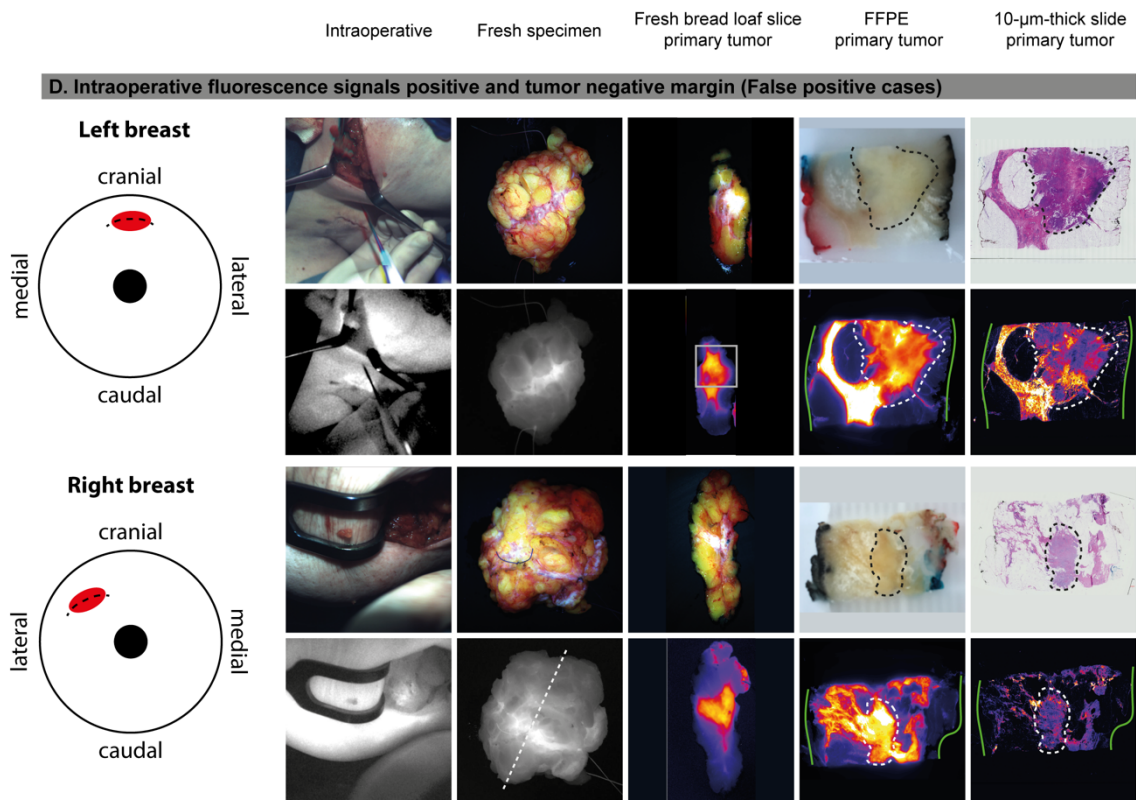 Intraoperative
Fresh specimen
Fresh bread loaf slice
primary tumor
FFPE
primary tumor
10-µm-thick slide
primary tumor
D. Intraoperative fluorescence signals positive and tumor negative margin (False positive cases)
Left breast
cranial
medial
lateral
caudal
Right breast
cranial
lateral
medial
caudal